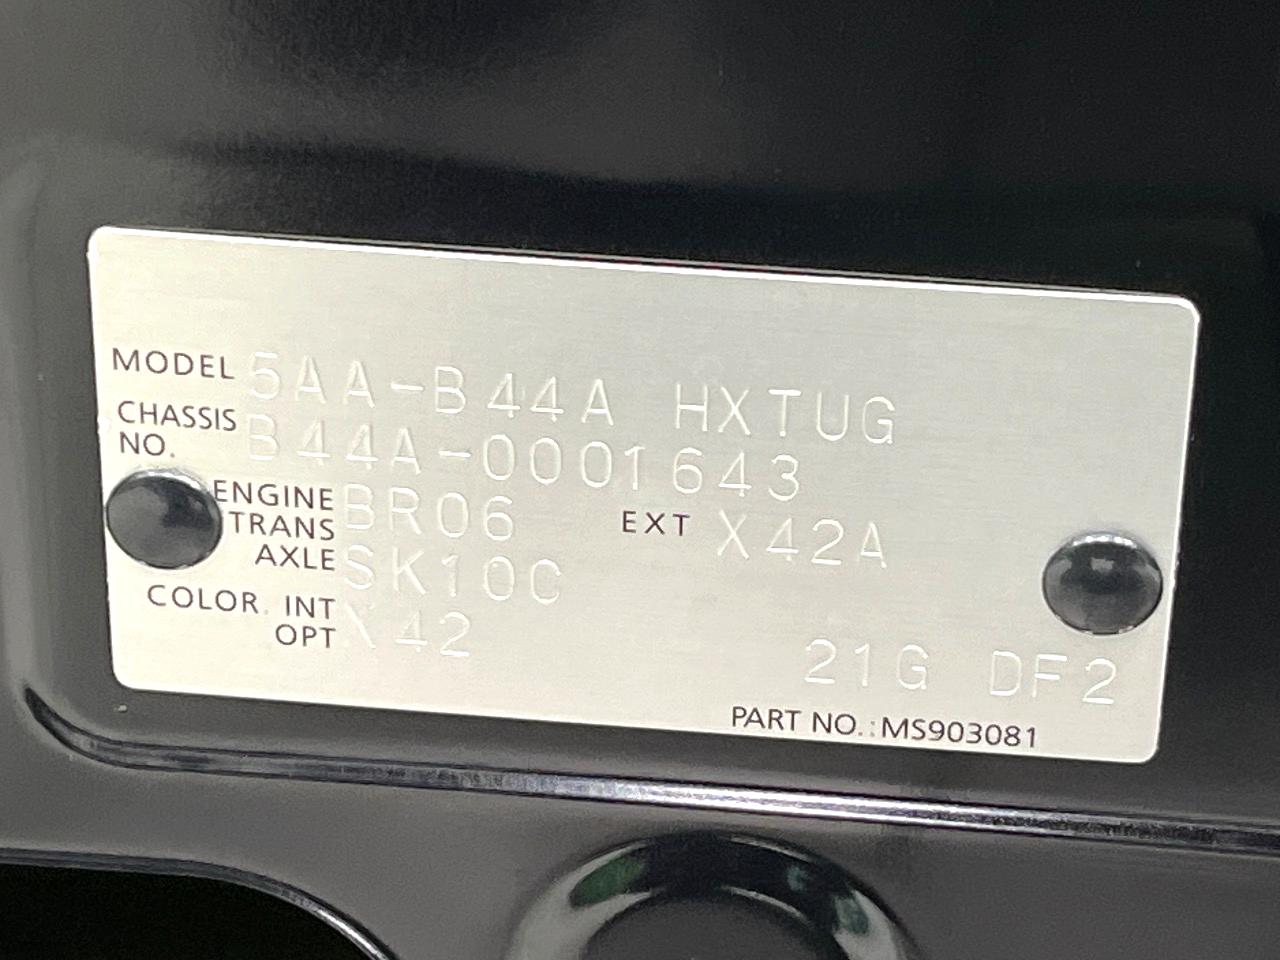 MODEL 5AA-B44A HXTUG
CHASSIS NO. B44A-0001643
ENGINE BR06 EXT X42A
TRANS AXLE SK10C
COLOR. INT OPT X42
21G DF2
PART NO.:MS903081